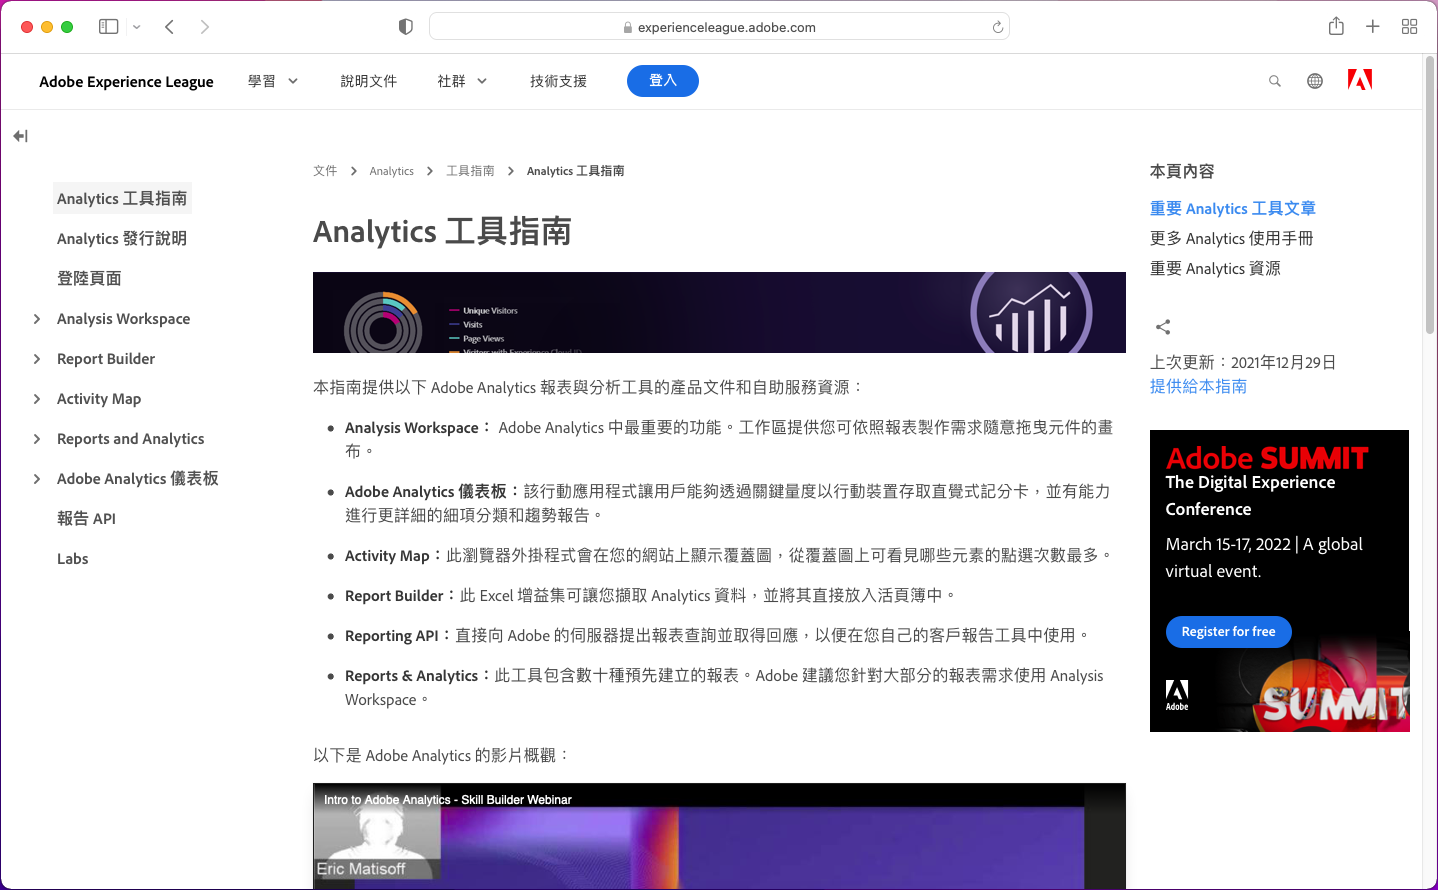 experienceleague.adobe.com
Adobe Experience League
學習
說明文件
社群
技術支援
登入
Analytics 工具指南
Analytics 發行說明
登陸頁面
Analysis Workspace
Report Builder
Activity Map
Reports and Analytics
Adobe Analytics 儀表板
報告 API
Labs
文件 > Analytics > 工具指南 > Analytics 工具指南
Analytics 工具指南
Unique Visitors
Visits
Page Views
Visitors with Experience Cloud ID
本指南提供以下 Adobe Analytics 報表與分析工具的產品文件和自助服務資源：
Analysis Workspace： Adobe Analytics 中最重要的功能。工作區提供您可依照報表製作需求隨意拖曳元件的畫
布。
Adobe Analytics 儀表板：該行動應用程式讓用戶能夠透過關鍵量度以行動裝置存取直覺式記分卡，並有能力
進行更詳細的細項分類和趨勢報告。
Activity Map：此瀏覽器外掛程式會在您的網站上顯示覆蓋圖，從覆蓋圖上可看見哪些元素的點選次數最多。
Report Builder：此 Excel 增益集可讓您擷取 Analytics 資料，並將其直接放入活頁簿中。
Reporting API：直接向 Adobe 的伺服器提出報表查詢並取得回應，以便在您自己的客戶報告工具中使用。
Reports & Analytics：此工具包含數十種預先建立的報表。Adobe 建議您針對大部分的報表需求使用 Analysis
Workspace。
以下是 Adobe Analytics 的影片概觀：
Intro to Adobe Analytics - Skill Builder Webinar
Eric Matisoff
本頁內容
重要 Analytics 工具文章
更多 Analytics 使用手冊
重要 Analytics 資源
上次更新：2021年12月29日
提供給本指南
Adobe SUMMIT
The Digital Experience
Conference
March 15-17, 2022 | A global
virtual event.
Register for free
Adobe
SUMMIT